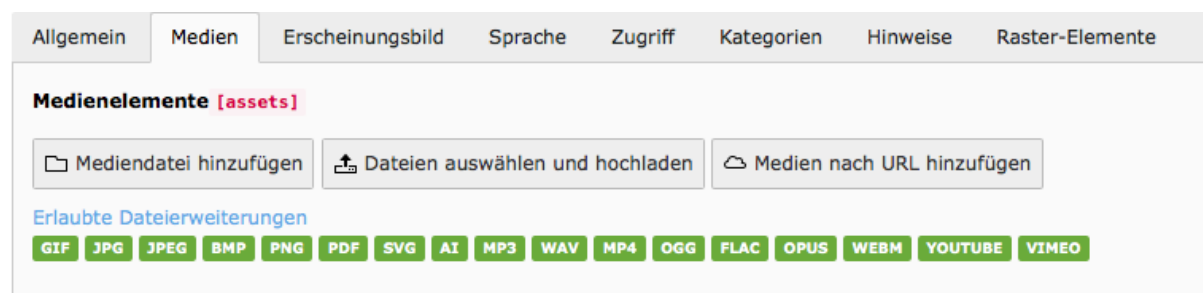 Allgemein Medien Erscheinungsbild Sprache Zugriff Kategorien Hinweise Raster-Elemente
Medienelemente [assets]
Mediendatei hinzufügen Dateien auswählen und hochladen Medien nach URL hinzufügen
Erlaubte Dateierweiterungen
GIF JPG JPEG BMP PNG PDF SVG AI MP3 WAV MP4 OGG FLAC OPUS WEBM YOUTUBE VIMEO